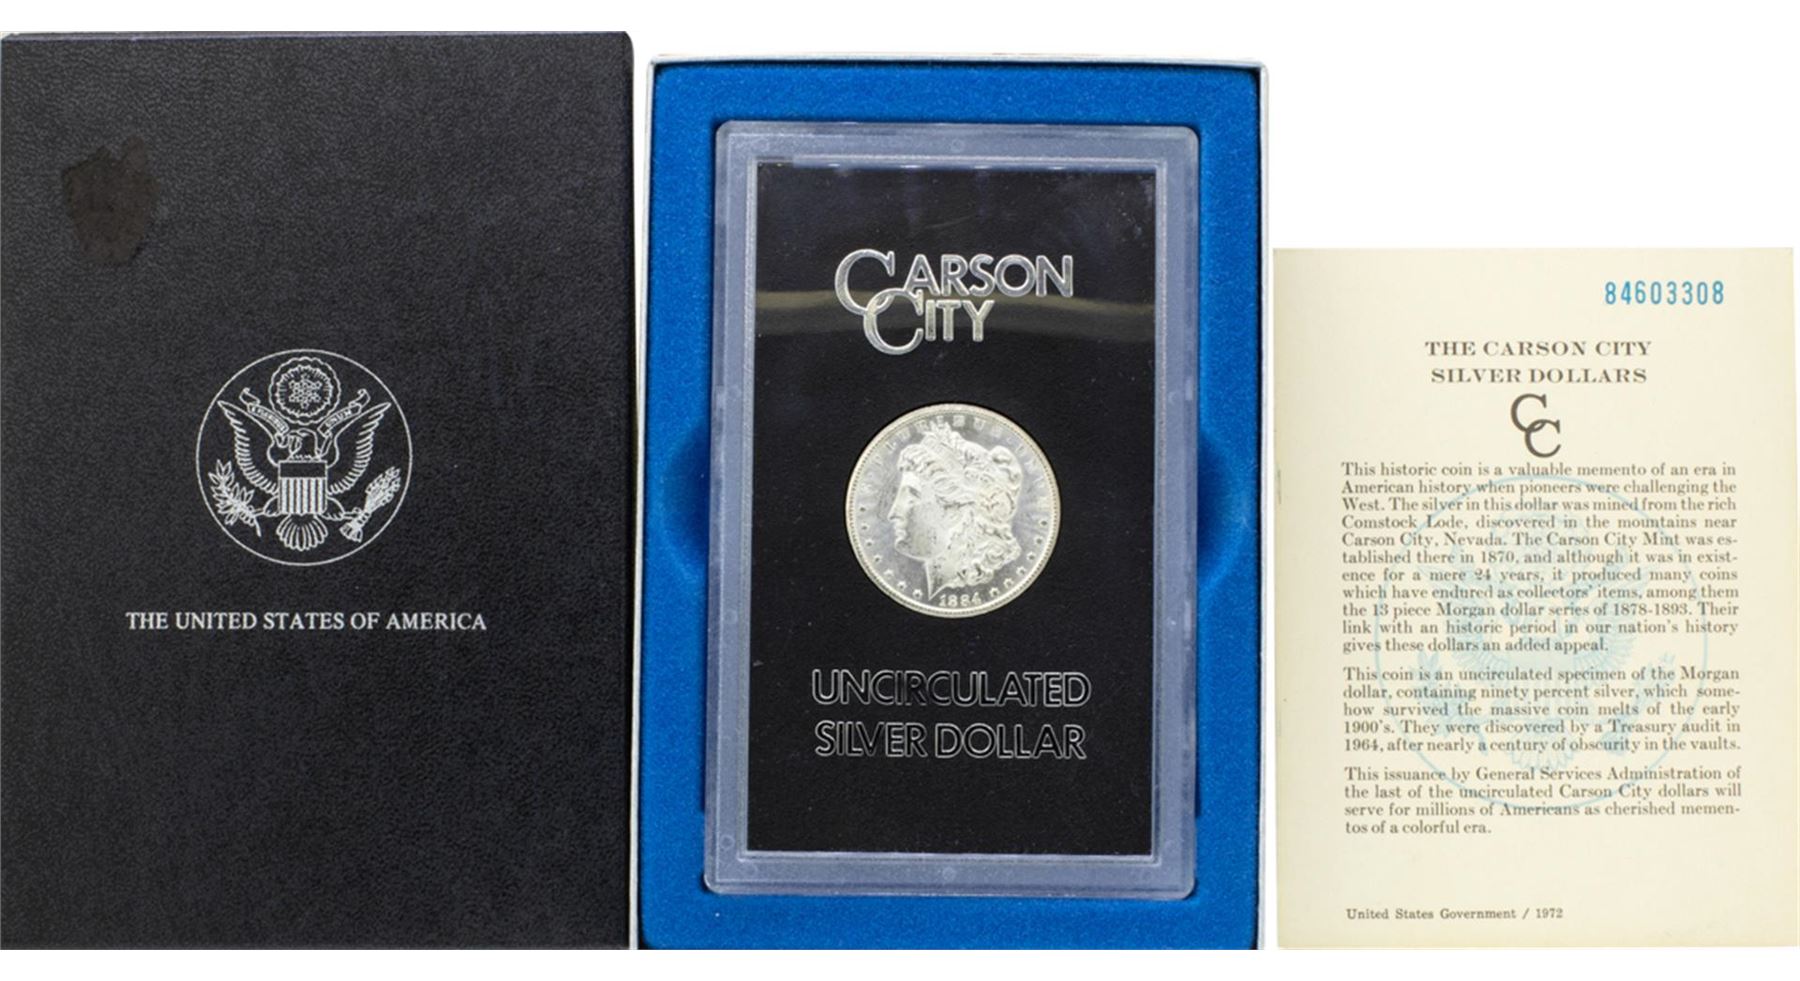 THE UNITED STATES OF AMERICA
CARSON
CITY
1884
UNCIRCULATED
SILVER DOLLAR
84603308
THE CARSON CITY
SILVER DOLLARS
CC
This historic coin is a valuable memento of an era in
American history when pioneers were challenging the
West. The silver in this dollar was mined from the rich
Comstock Lode, discovered in the mountains near
Carson City, Nevada. The Carson City Mint was es-
tablished there in 1870, and although it was in exist-
ence for a mere 24 years, it produced many coins
which have endured as collectors' items, among them
the 13 piece Morgan dollar series of 1878-1893. Their
link with an historic period in our nation's history
gives these dollars an added appeal.
This coin is an uncirculated specimen of the Morgan
dollar, containing ninety percent silver, which some-
how survived the massive coin melts of the early
1900's. They were discovered by a Treasury audit in
1964, after nearly a century of obscurity in the vaults.
This issuance by General Services Administration of
the last of the uncirculated Carson City dollars will
serve for millions of Americans as cherished memen-
tos of a colorful era.
United States Government / 1972